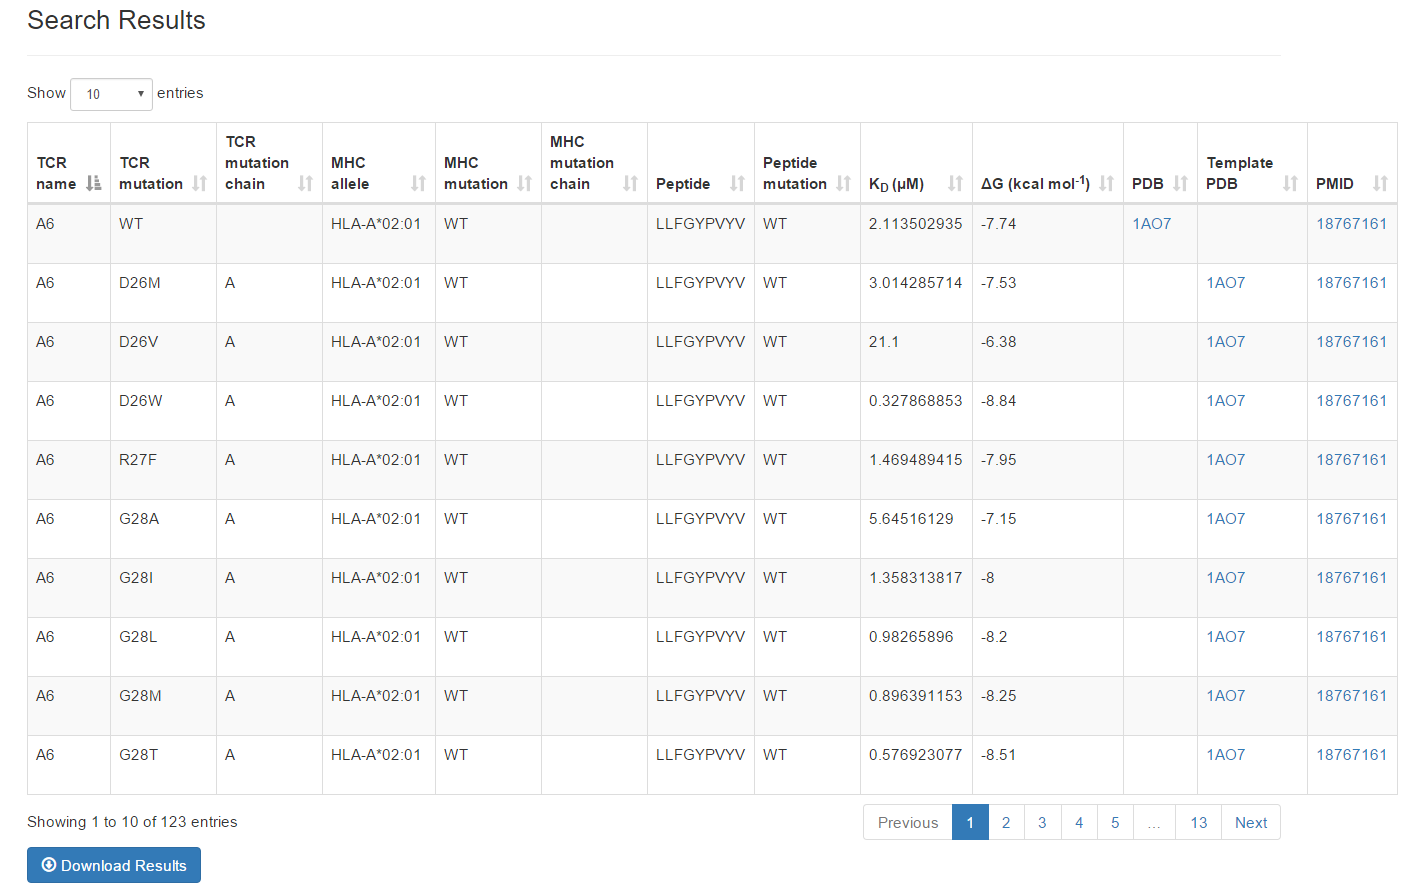 Search Results
Show 10 entries
TCR name TCR mutation TCR mutation chain MHC allele MHC mutation MHC mutation chain Peptide Peptide mutation KD (µM) ΔG (kcal mol-1) PDB Template PDB PMID
A6 WT HLA-A*02:01 WT LLFGYPVYV WT 2.113502935 -7.74 1AO7 18767161
A6 D26M A HLA-A*02:01 WT LLFGYPVYV WT 3.014285714 -7.53 1AO7 18767161
A6 D26V A HLA-A*02:01 WT LLFGYPVYV WT 21.1 -6.38 1AO7 18767161
A6 D26W A HLA-A*02:01 WT LLFGYPVYV WT 0.327868853 -8.84 1AO7 18767161
A6 R27F A HLA-A*02:01 WT LLFGYPVYV WT 1.469489415 -7.95 1AO7 18767161
A6 G28A A HLA-A*02:01 WT LLFGYPVYV WT 5.64516129 -7.15 1AO7 18767161
A6 G28I A HLA-A*02:01 WT LLFGYPVYV WT 1.358313817 -8 1AO7 18767161
A6 G28L A HLA-A*02:01 WT LLFGYPVYV WT 0.98265896 -8.2 1AO7 18767161
A6 G28M A HLA-A*02:01 WT LLFGYPVYV WT 0.896391153 -8.25 1AO7 18767161
A6 G28T A HLA-A*02:01 WT LLFGYPVYV WT 0.576923077 -8.51 1AO7 18767161
Showing 1 to 10 of 123 entries
Previous 1 2 3 4 5 … 13 Next
Download Results